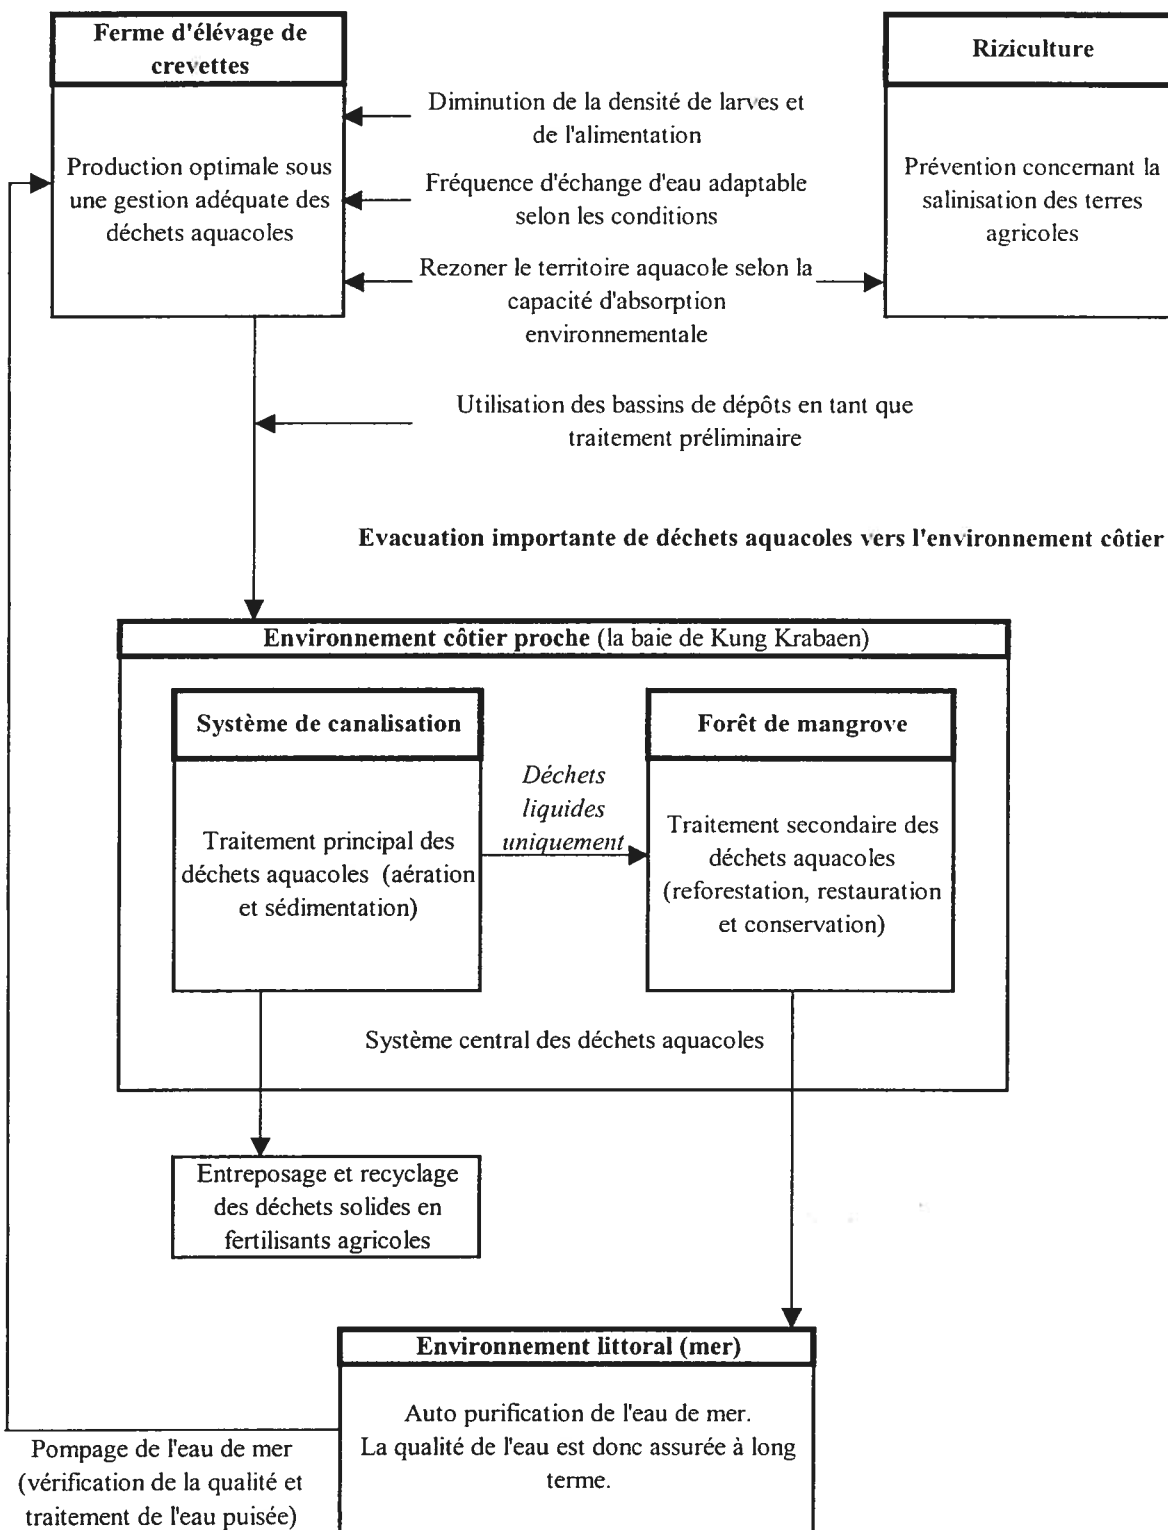 Ferme d'élévage de
crevettes
Riziculture
Diminution de la densité de larves et
de l'alimentation
Production optimale sous
une gestion adéquate des
déchets aquacoles
Fréquence d'échange d'eau adaptable
selon les conditions
Prévention concernant la
salinisation des terres
agricoles
Rezoner le territoire aquacole selon la
capacité d'absorption
environnementale
Utilisation des bassins de dépôts en tant que
traitement préliminaire
Evacuation importante de déchets aquacoles vers l'environnement côtier
Environnement côtier proche (la baie de Kung Krabaen)
Système de canalisation
Forêt de mangrove
Déchets
liquides
uniquement
Traitement principal des
déchets aquacoles (aération
et sédimentation)
Traitement secondaire des
déchets aquacoles
(reforestation, restauration
et conservation)
Système central des déchets aquacoles
Entreposage et recyclage
des déchets solides en
fertilisants agricoles
Environnement littoral (mer)
Auto purification de l'eau de mer.
La qualité de l'eau est donc assurée à long
terme.
Pompage de l'eau de mer
(vérification de la qualité et
traitement de l'eau puisée)